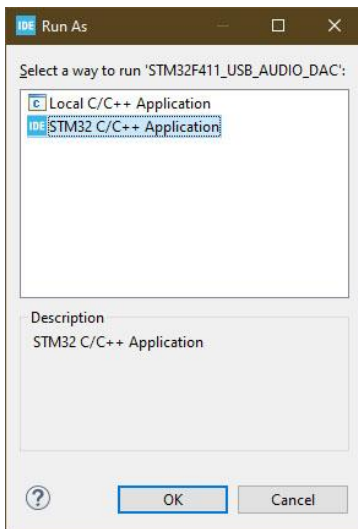 IDE Run As
Select a way to run 'STM32F411_USB_AUDIO_DAC':
C Local C/C++ Application
IDE STM32 C/C++ Application
Description
STM32 C/C++ Application
?
OK Cancel